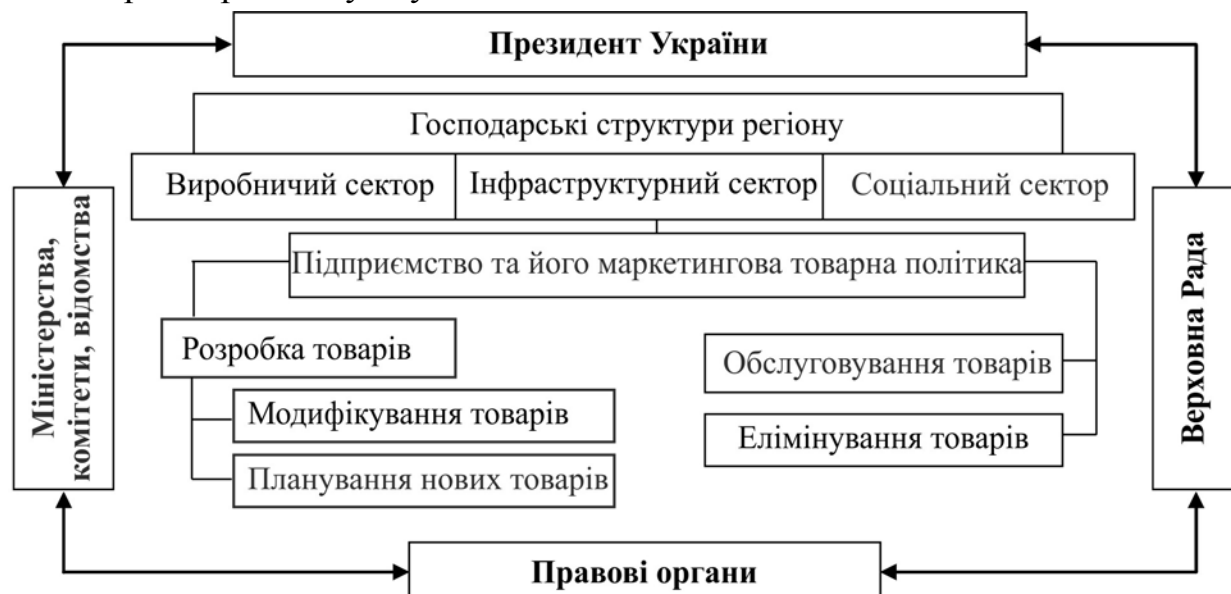 Президент України
Господарські структури регіону
Виробничий сектор
Інфраструктурний сектор
Соціальний сектор
Підприємство та його маркетингова товарна політика
Міністерства,
комітети, відомства
Верховна Рада
Розробка товарів
Обслуговування товарів
Модифікування товарів
Елімінування товарів
Планування нових товарів
Правові органи